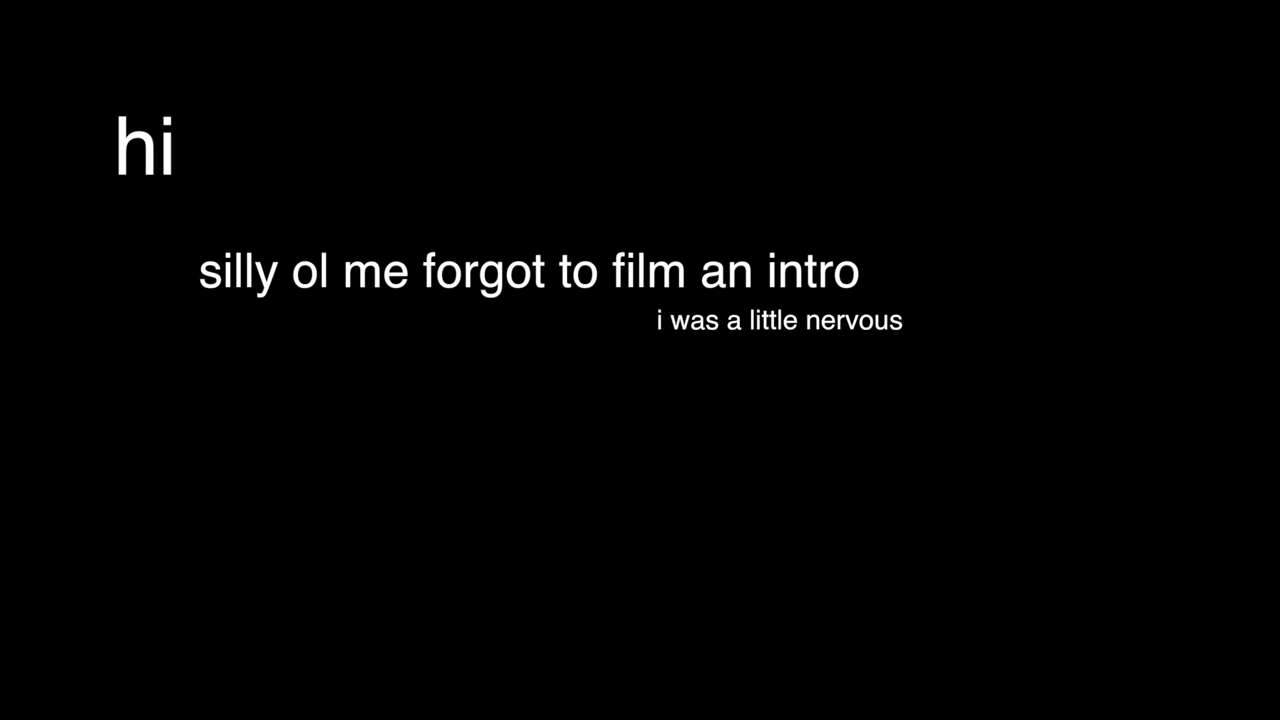 hi
silly ol me forgot to film an intro
i was a little nervous